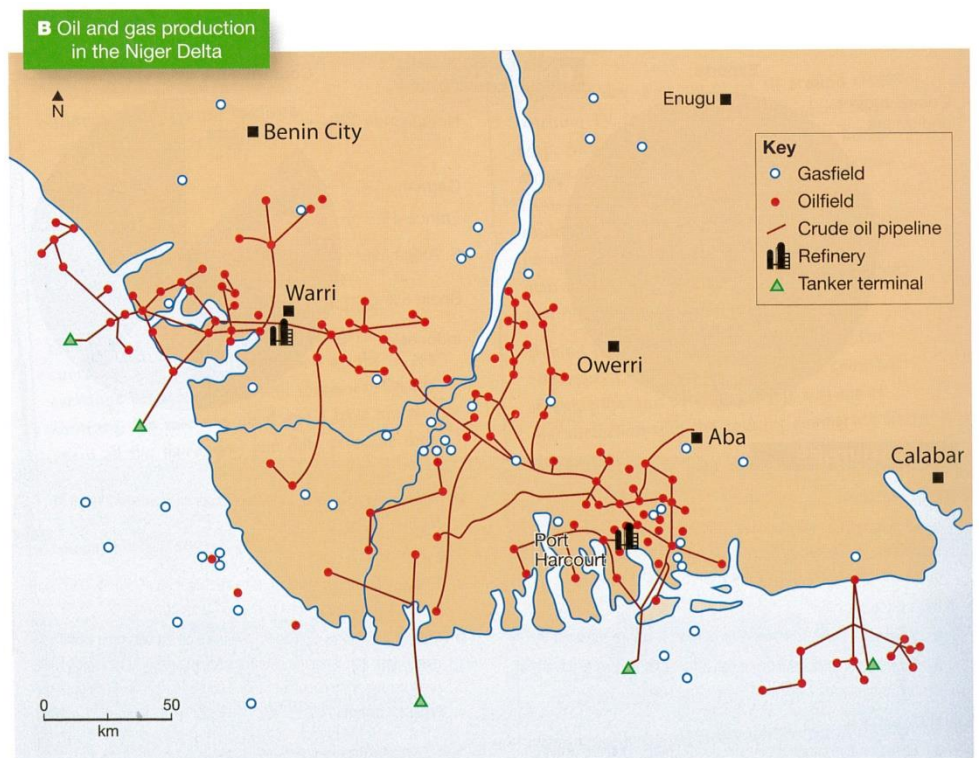 B Oil and gas production
in the Niger Delta
N
Benin City
Enugu
Key
Gasfield
Oilfield
Crude oil pipeline
Refinery
Tanker terminal
Warri
Owerri
Aba
Calabar
Port
Harcourt
0 50
km